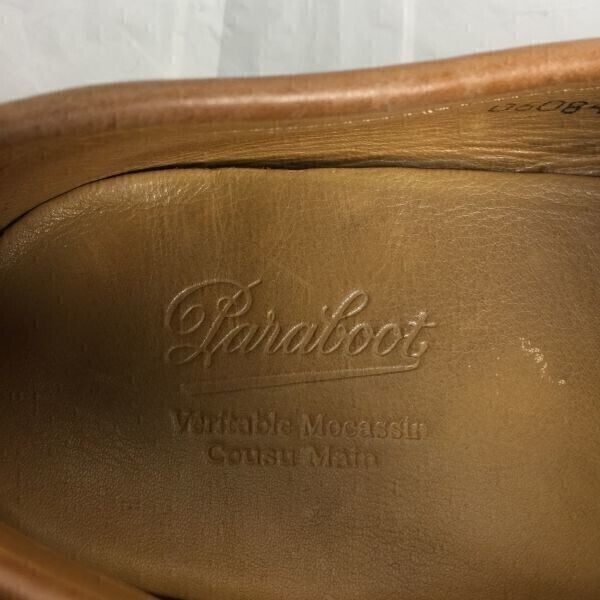 Paraboot
Véritable Mocassin
Cousu Main